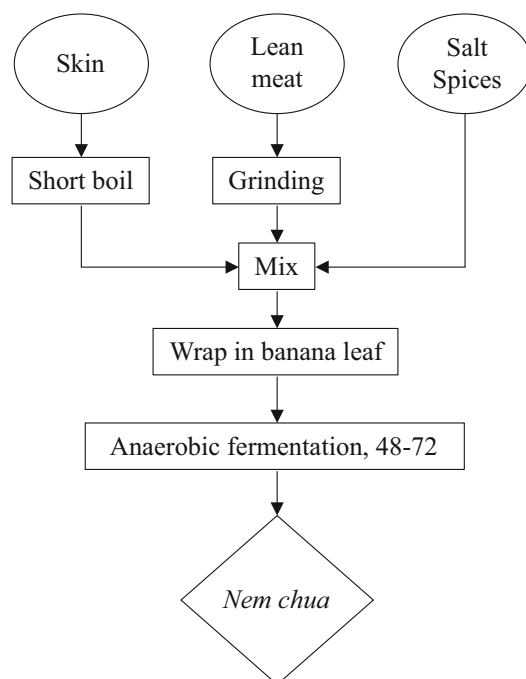 Skin
Lean
meat
Salt
Spices
Short boil
Grinding
Mix
Wrap in banana leaf
Anaerobic fermentation, 48-72
Nem chua